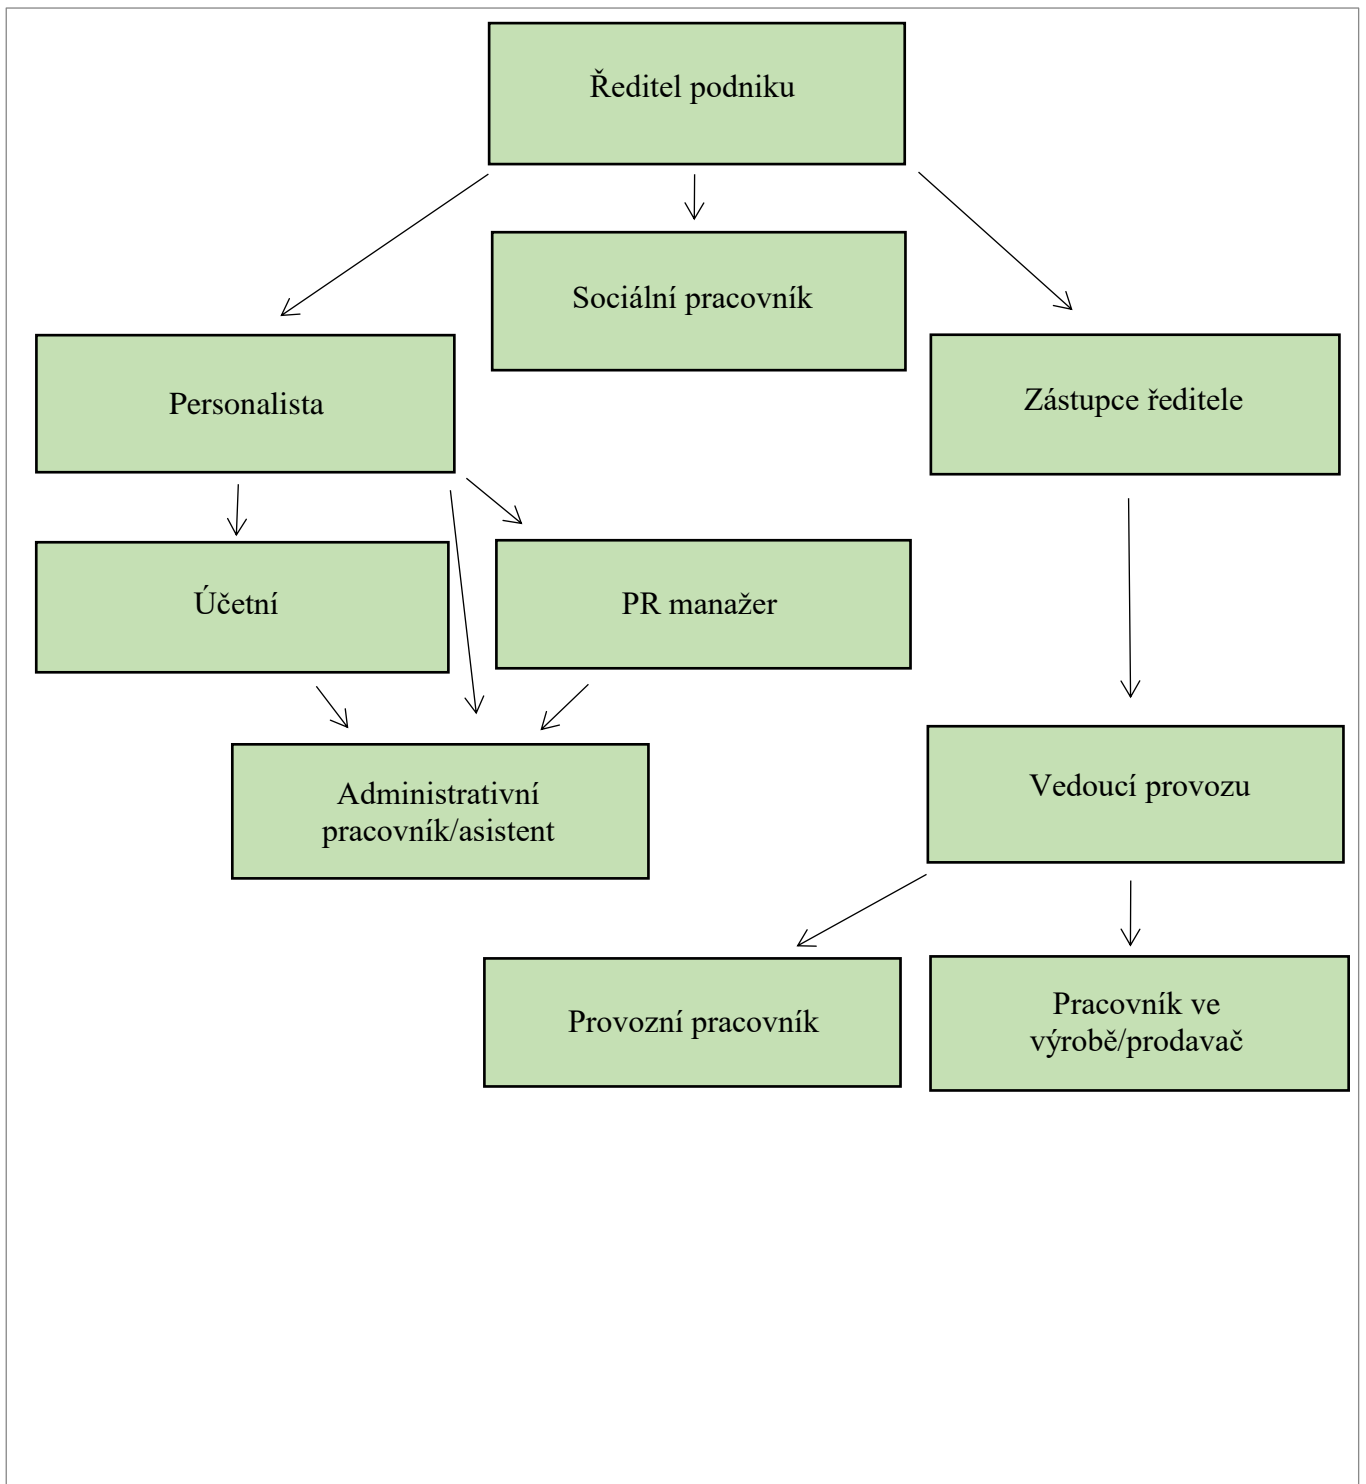 Ředitel podniku
Sociální pracovník
Personalista
Zástupce ředitele
Účetní
PR manažer
Administrativní
pracovník/asistent
Vedoucí provozu
Provozní pracovník
Pracovník ve
výrobě/prodavač